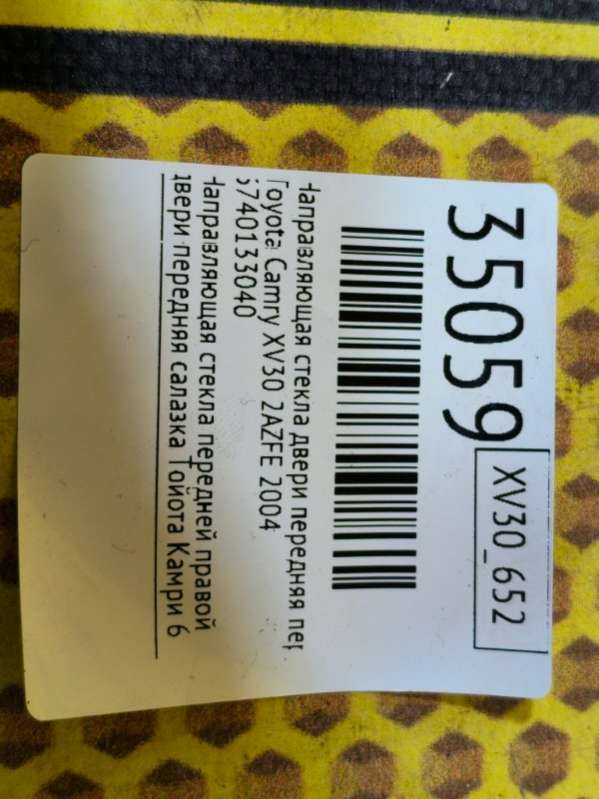 35059
XV30_652
Направляющая стекла двери передняя пер
Toyota Camry XV30 2AZFE 2004
5740133040
Направляющая стекла передней правой
двери передняя салазка Тойота Камри 6